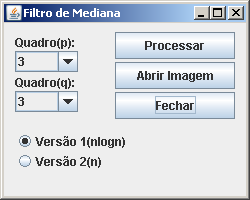 Filtro de Mediana
Quadro(p):
3
Quadro(q):
3
Processar
Abrir Imagem
Fechar
Versão 1(nlogn)
Versão 2(n)